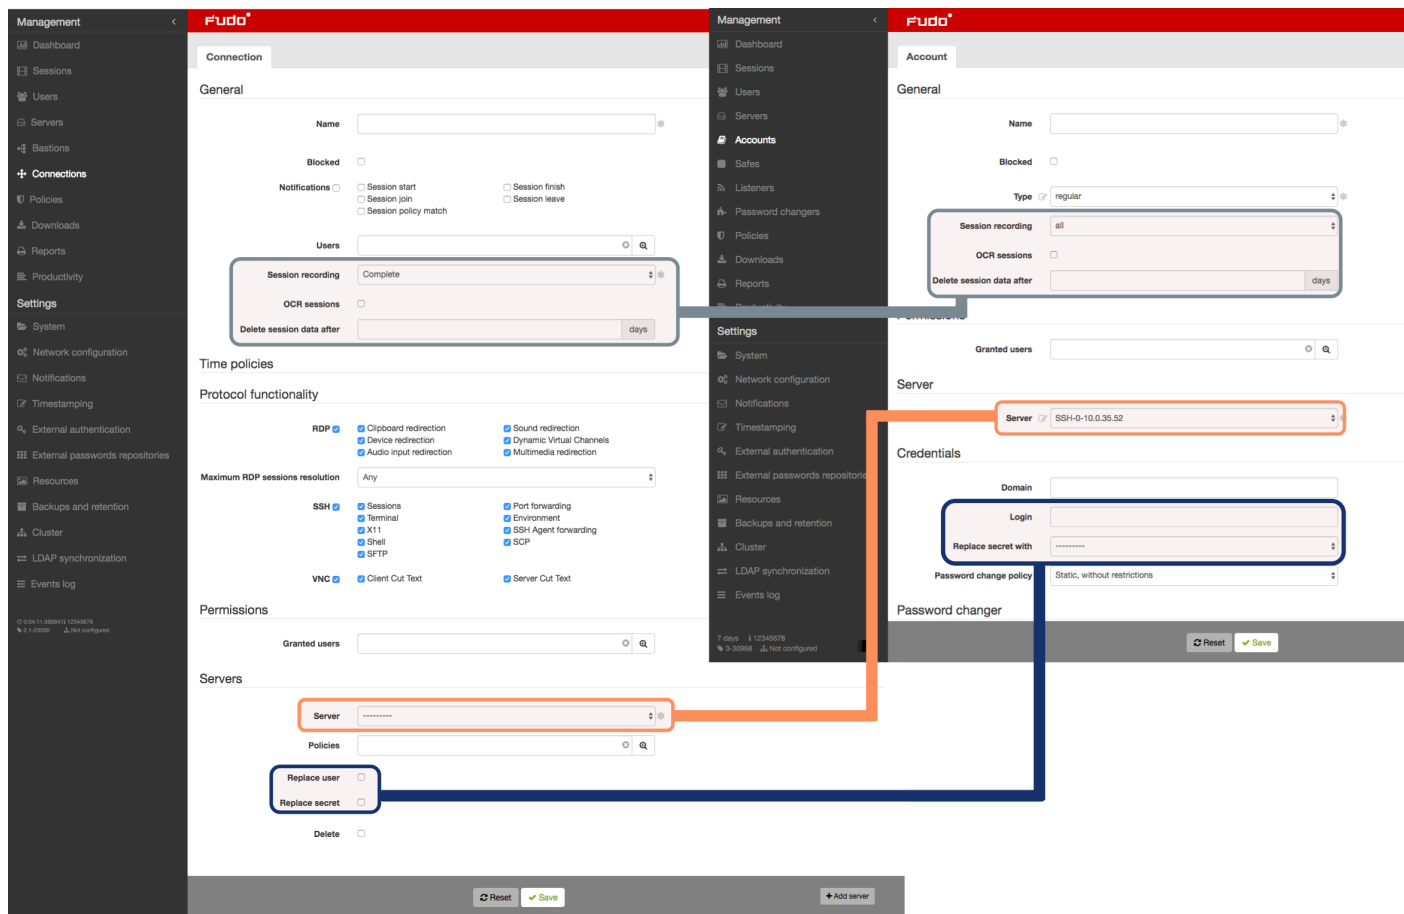 Management <
Dashboard
Sessions
Users
Servers
Bastions
Connections
Policies
Downloads
Reports
Productivity
Settings
System
Network configuration
Notifications
Timestamping
External authentication
External passwords repositories
Resources
Backups and retention
Cluster
LDAP synchronization
Events log
2.1-23500 Not configured
FUDO
Connection
General
Name
Blocked
Notifications
Session start Session finish
Session join Session leave
Session policy match
Users
Session recording Complete
OCR sessions
Delete session data after days
Time policies
Protocol functionality
RDP Clipboard redirection Sound redirection
Device redirection Dynamic Virtual Channels
Audio input redirection Multimedia redirection
Maximum RDP sessions resolution Any
SSH Sessions Port forwarding
Terminal Environment
X11 SSH Agent forwarding
Shell SCP
SFTP
VNC Client Cut Text Server Cut Text
Permissions
Granted users
Servers
Server ---------
Policies
Replace user
Replace secret
Delete
Reset Save + Add server
Management <
Dashboard
Sessions
Users
Servers
Accounts
Safes
Listeners
Password changers
Policies
Downloads
Reports
Settings
System
Network configuration
Notifications
Timestamping
External authentication
External passwords repositorie
Resources
Backups and retention
Cluster
LDAP synchronization
Events log
7 days 12345678
3-30968 Not configured
FUDO
Account
General
Name
Blocked
Type regular
Session recording all
OCR sessions
Delete session data after days
Permissions
Granted users
Server
Server SSH-0-10.0.35.52
Credentials
Domain
Login
Replace secret with ---------
Password change policy Static, without restrictions
Password changer
Reset Save